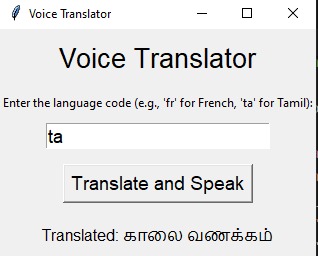 Voice Translator
Voice Translator
Enter the language code (e.g., 'fr' for French, 'ta' for Tamil):
ta
Translate and Speak
Translated: காலை வணக்கம்